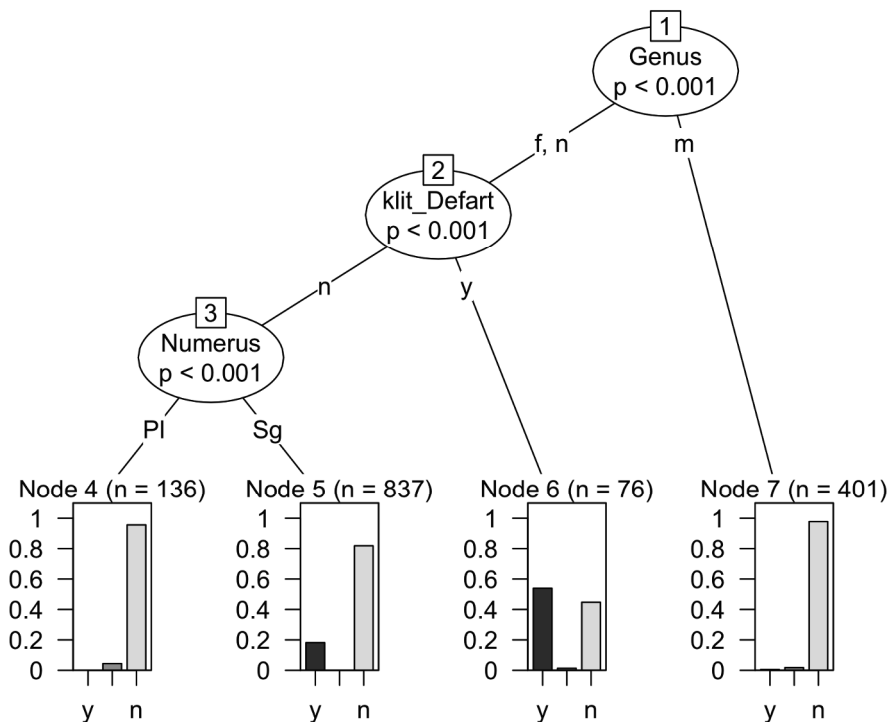 1
Genus
p < 0.001
f, n
m
2
klit_Defart
p < 0.001
n
y
3
Numerus
p < 0.001
Pl
Sg
Node 4 (n = 136)
Node 5 (n = 837)
Node 6 (n = 76)
Node 7 (n = 401)
1
0.8
0.6
0.4
0.2
0
y n
1
0.8
0.6
0.4
0.2
0
y n
1
0.8
0.6
0.4
0.2
0
y n
1
0.8
0.6
0.4
0.2
0
y n